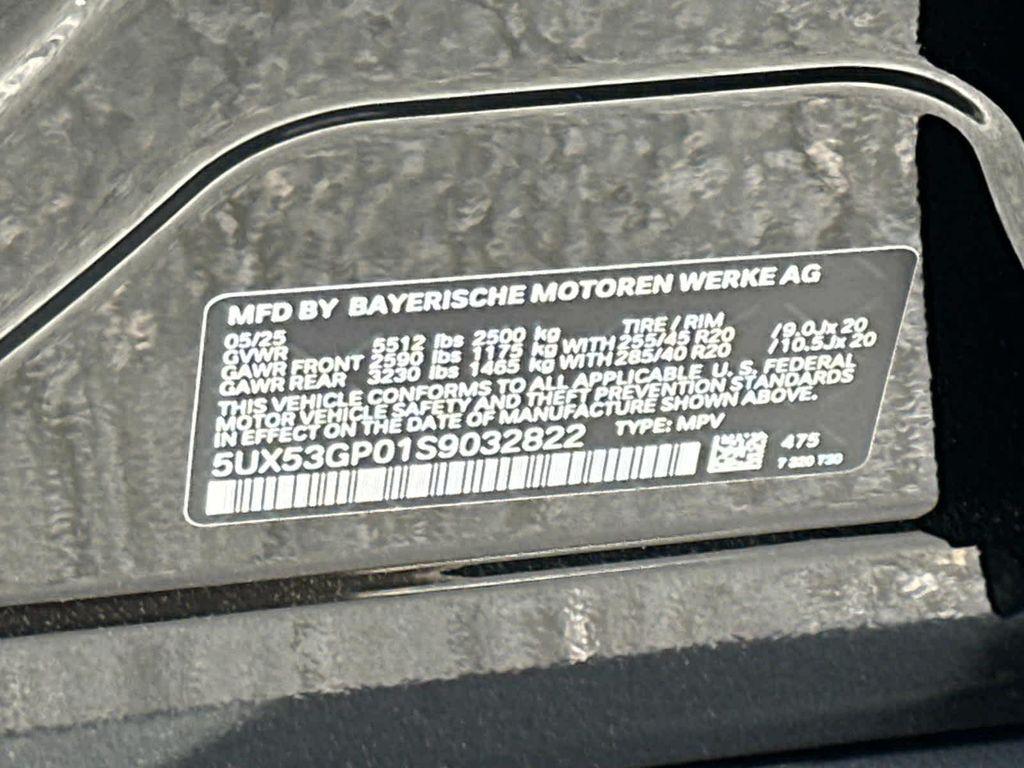 MFD BY BAYERISCHE MOTOREN WERKE AG
05/25 TIRE / RIM
GVWR 5512 lbs 2500 kg
GAWR FRONT 2590 lbs 1175 kg WITH 255/45 R20 /9.0Jx20
GAWR REAR 3230 lbs 1465 kg WITH 285/40 R20 /10.5Jx20
THIS VEHICLE CONFORMS TO ALL APPLICABLE U. S. FEDERAL
MOTOR VEHICLE SAFETY AND THEFT PREVENTION STANDARDS
IN EFFECT ON THE DATE OF MANUFACTURE SHOWN ABOVE.
5UX53GP01S9032822 TYPE: MPV
475